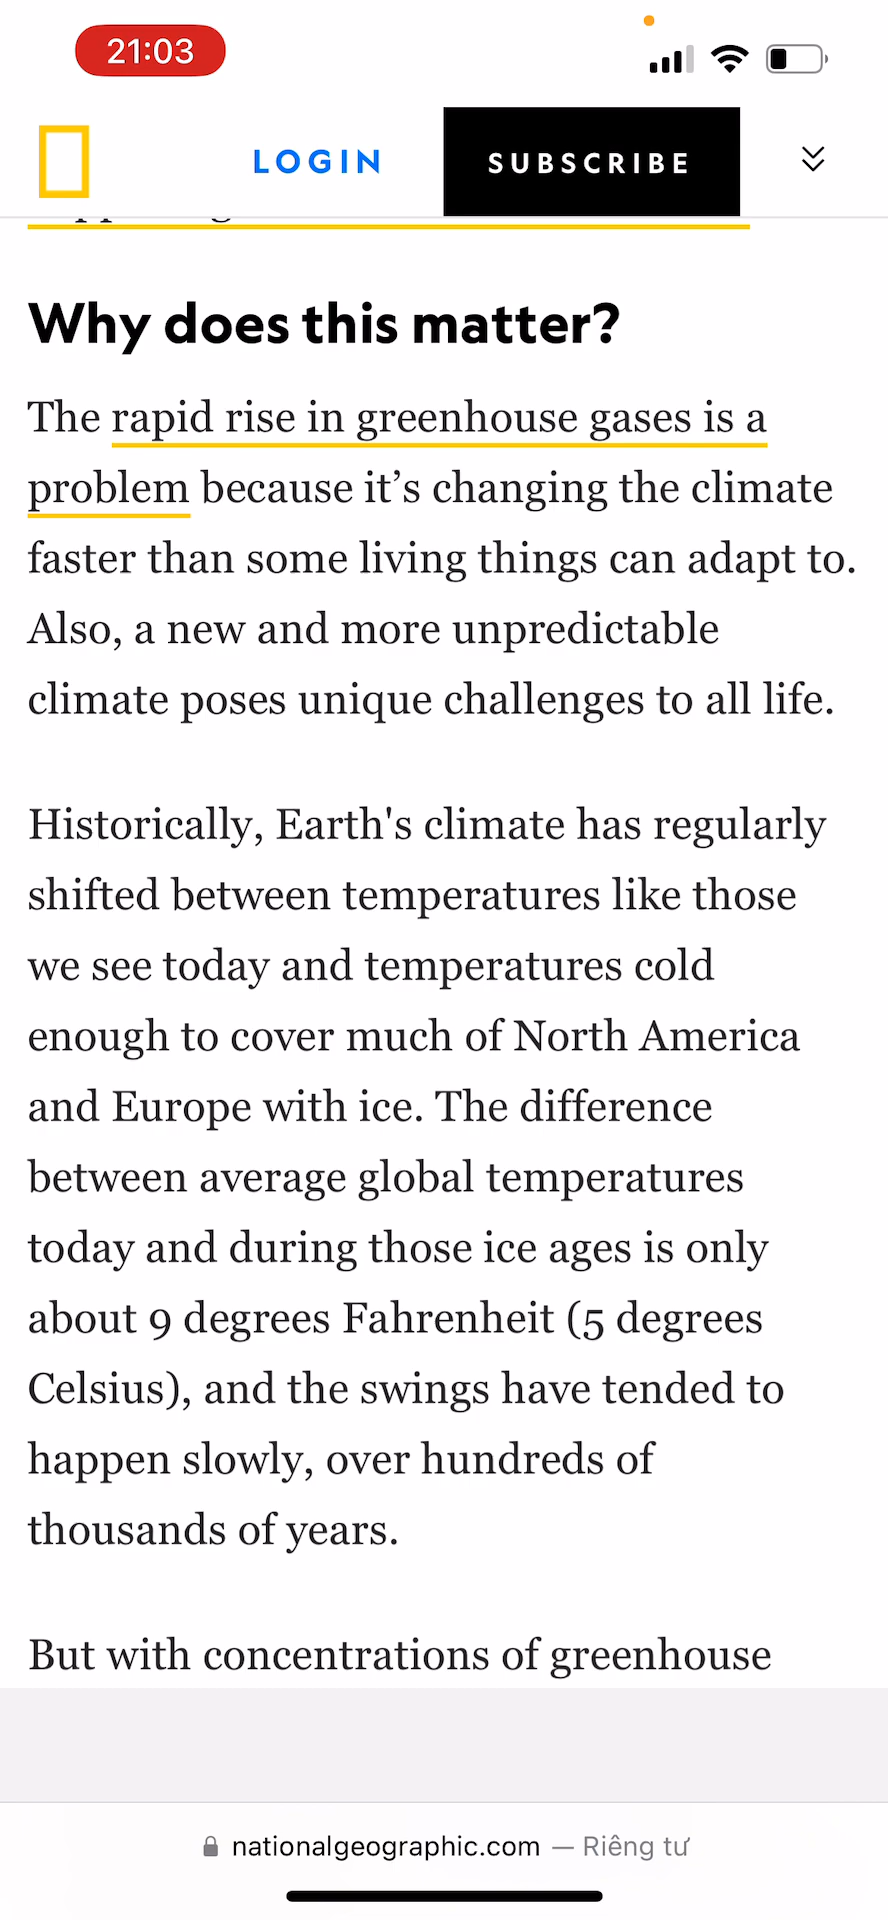 21:03
LOGIN
SUBSCRIBE
Why does this matter?
The rapid rise in greenhouse gases is a
problem because it’s changing the climate
faster than some living things can adapt to.
Also, a new and more unpredictable
climate poses unique challenges to all life.
Historically, Earth's climate has regularly
shifted between temperatures like those
we see today and temperatures cold
enough to cover much of North America
and Europe with ice. The difference
between average global temperatures
today and during those ice ages is only
about 9 degrees Fahrenheit (5 degrees
Celsius), and the swings have tended to
happen slowly, over hundreds of
thousands of years.
But with concentrations of greenhouse
nationalgeographic.com — Riêng tư